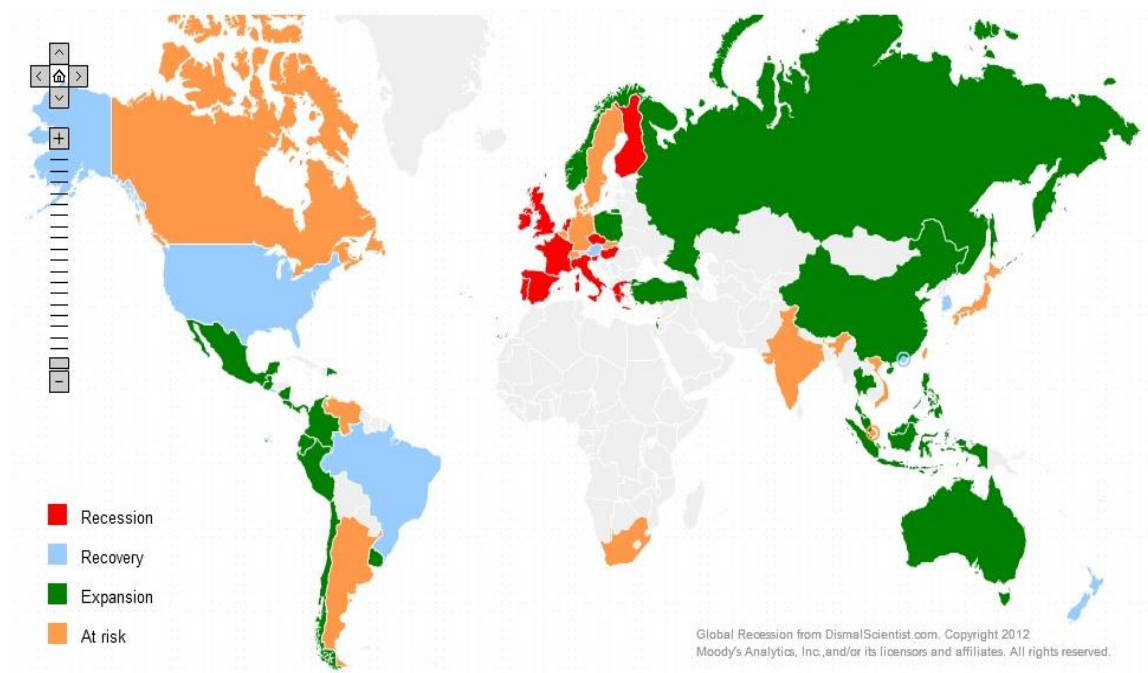 +
−
Recession
Recovery
Expansion
At risk
Global Recession from DismalScientist.com. Copyright 2012
Moody's Analytics, Inc.,and/or its licensors and affiliates. All rights reserved.